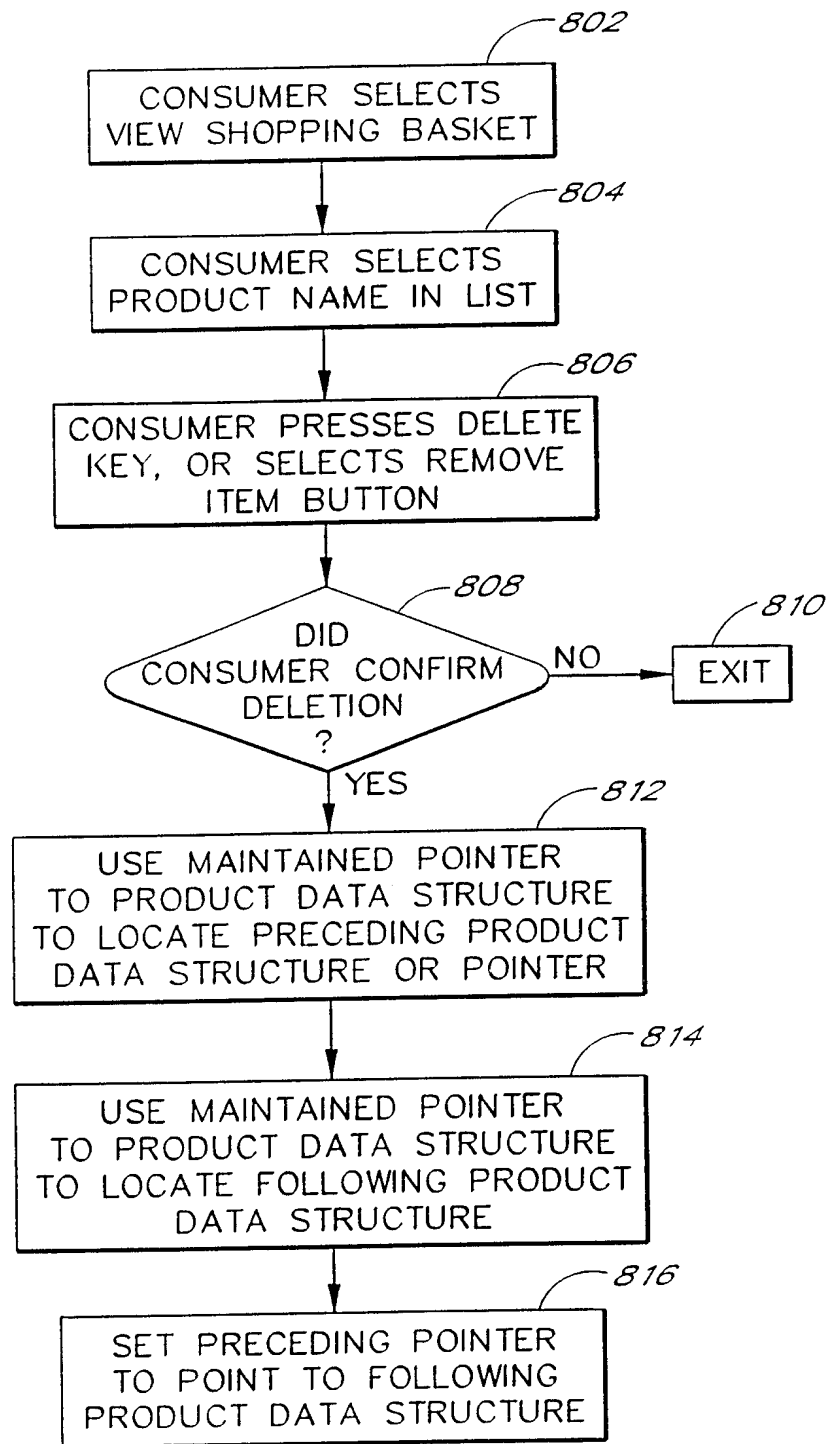 802
CONSUMER SELECTS
VIEW SHOPPING BASKET
804
CONSUMER SELECTS
PRODUCT NAME IN LIST
806
CONSUMER PRESSES DELETE
KEY, OR SELECTS REMOVE
ITEM BUTTON
808
DID
CONSUMER CONFIRM
DELETION
?
NO
810
EXIT
YES
812
USE MAINTAINED POINTER
TO PRODUCT DATA STRUCTURE
TO LOCATE PRECEDING PRODUCT
DATA STRUCTURE OR POINTER
814
USE MAINTAINED POINTER
TO PRODUCT DATA STRUCTURE
TO LOCATE FOLLOWING PRODUCT
DATA STRUCTURE
816
SET PRECEDING POINTER
TO POINT TO FOLLOWING
PRODUCT DATA STRUCTURE